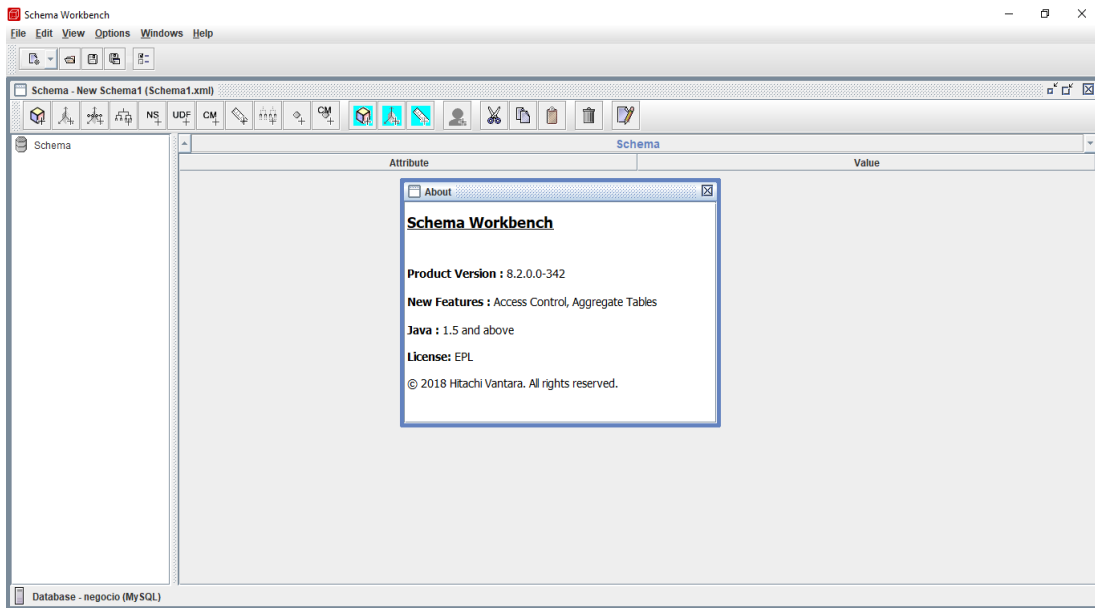 Schema Workbench
File Edit View Options Windows Help
Schema - New Schema1 (Schema1.xml)
NS UDF CM CM
Schema
Schema
Attribute Value
About
Schema Workbench
Product Version : 8.2.0.0-342
New Features : Access Control, Aggregate Tables
Java : 1.5 and above
License: EPL
© 2018 Hitachi Vantara. All rights reserved.
Database - negocio (MySQL)